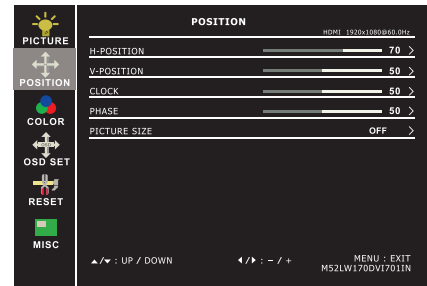 PICTURE
POSITION
COLOR
OSD SET
RESET
MISC
POSITION
HDMI 1920x1080@60.0Hz
H-POSITION 70 >
V-POSITION 50 >
CLOCK 50 >
PHASE 50 >
PICTURE SIZE OFF >
▲/▼ : UP / DOWN ◀/▶ : - / + MENU : EXIT
M52LW170DVI701IN